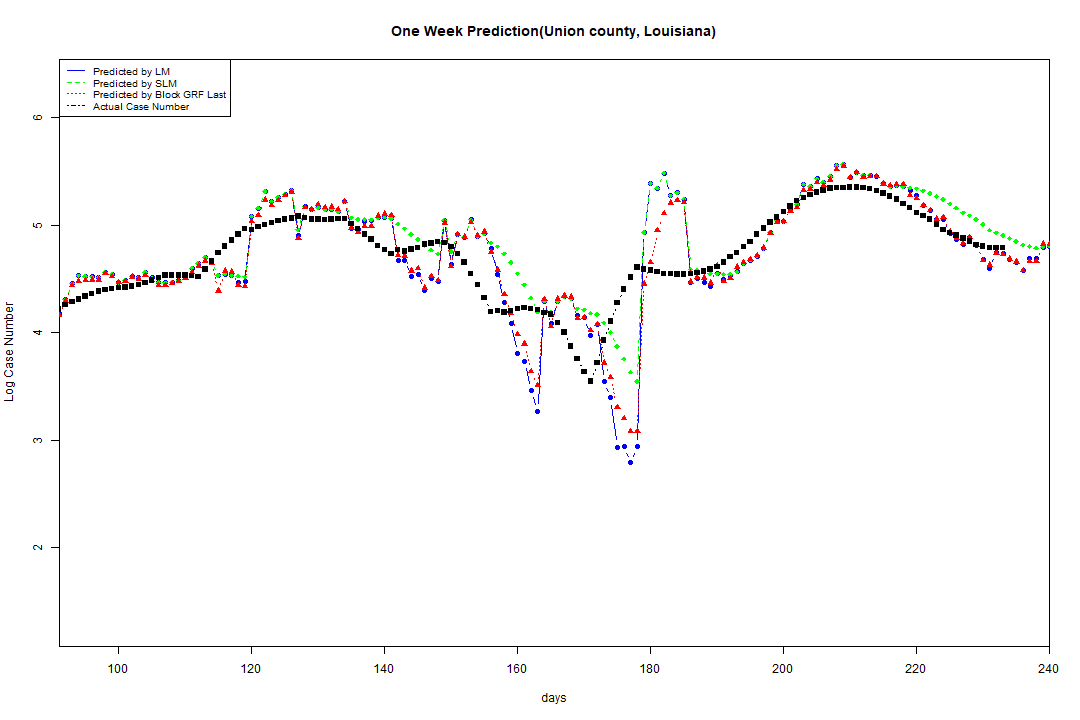 One Week Prediction(Union county, Louisiana)
Predicted by LM
Predicted by SLM
Predicted by Block GRF Last
Actual Case Number
6
5
4
3
2
Log Case Number
100 120 140 160 180 200 220 240
days